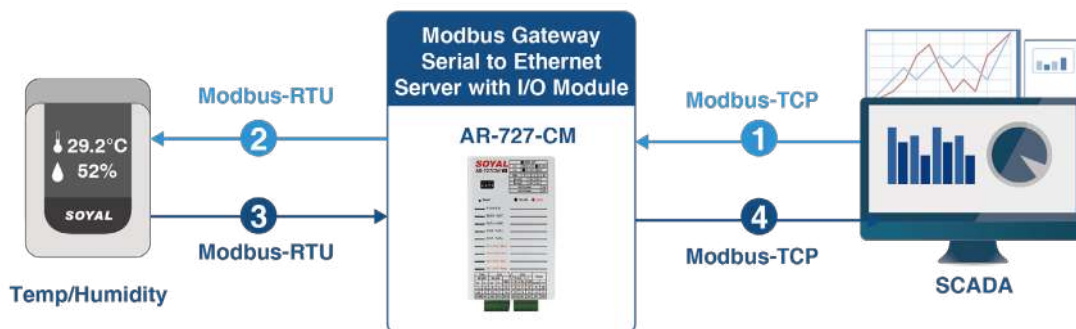 Modbus Gateway
Serial to Ethernet
Server with I/O Module
AR-727-CM
SOYAL
Modbus-RTU
2
3
Modbus-RTU
Modbus-TCP
1
4
Modbus-TCP
29.2°C
52%
SOYAL
Temp/Humidity
SCADA